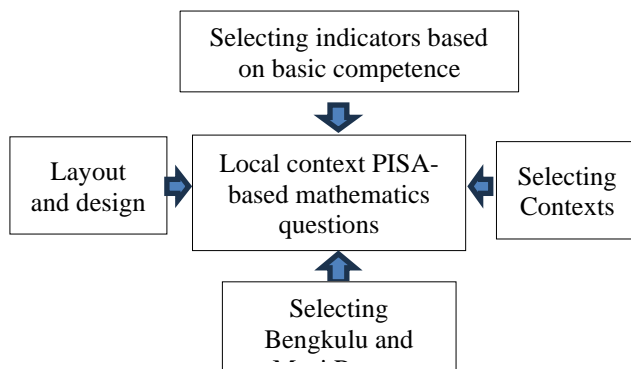 Selecting indicators based
on basic competence
Layout
and design
Local context PISA-
based mathematics
questions
Selecting
Contexts
Selecting
Bengkulu and